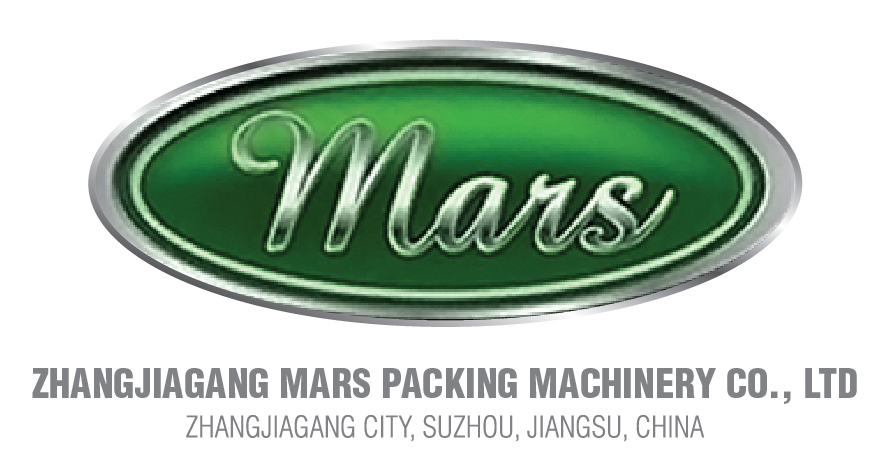 Mars
ZHANGJIAGANG MARS PACKING MACHINERY CO., LTD
ZHANGJIAGANG CITY, SUZHOU, JIANGSU, CHINA